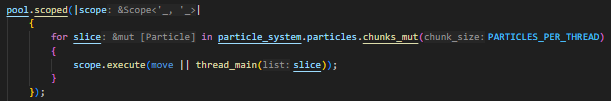 pool.scoped(|scope: &Scope<'_, '_>|
{
for slice: &mut [Particle] in particle_system.particles.chunks_mut(chunk_size: PARTICLES_PER_THREAD)
{
scope.execute(move || thread_main(list: slice));
}
});